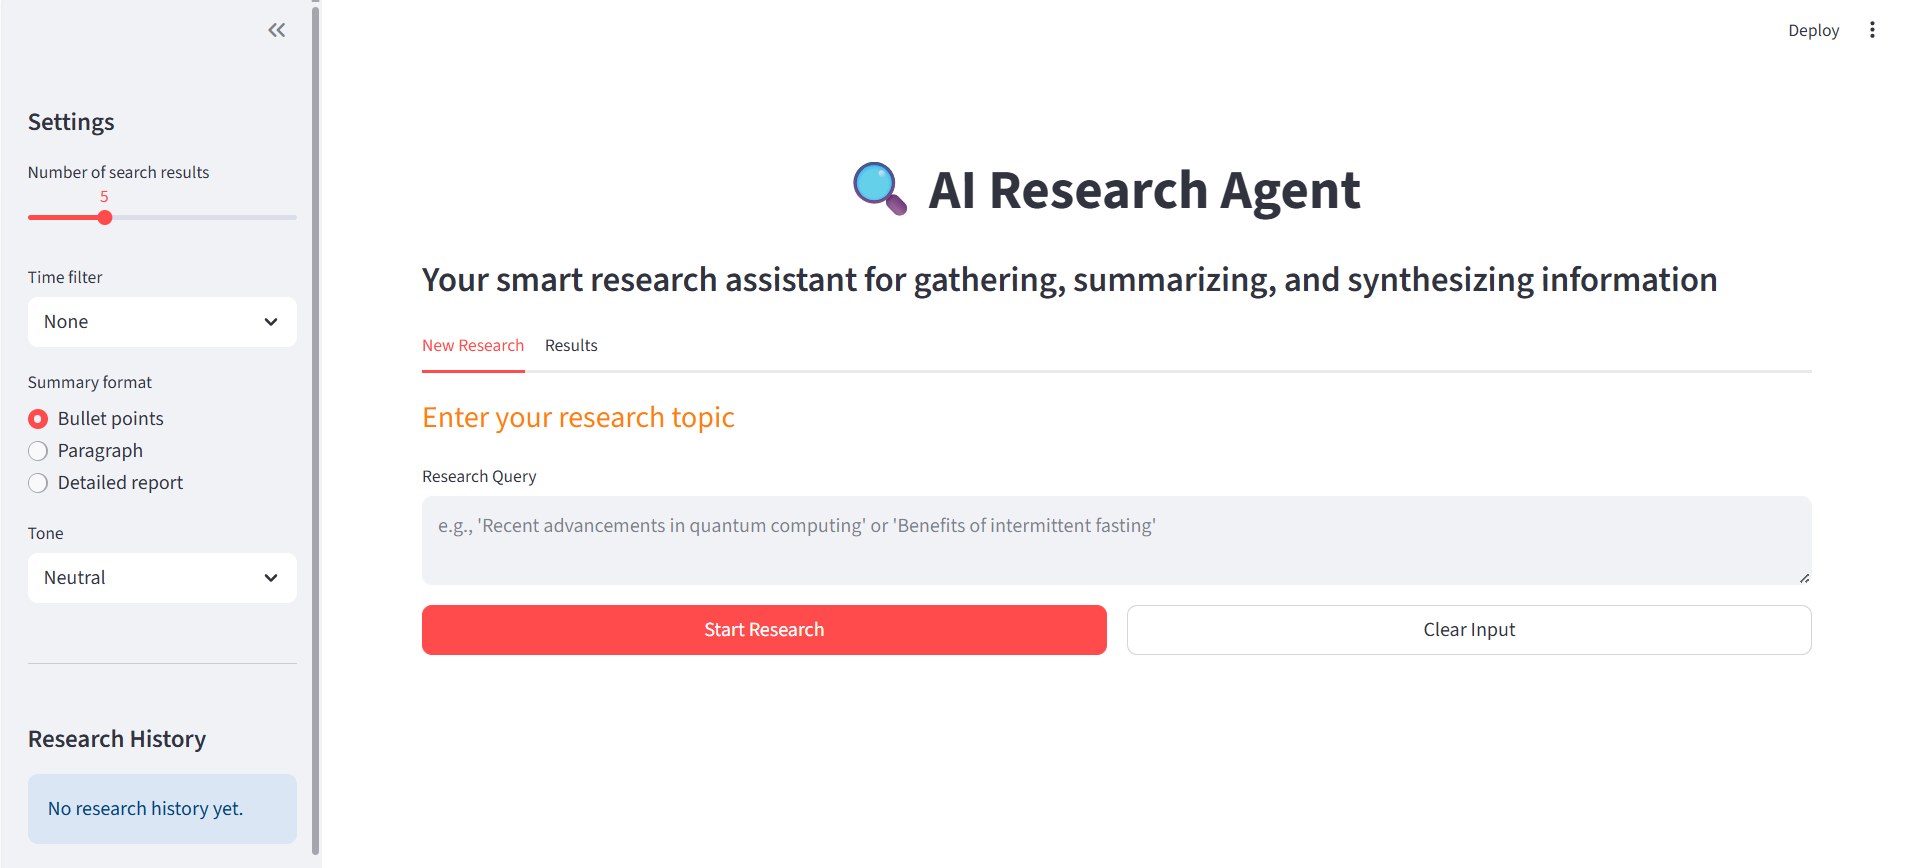 Settings
Number of search results
5
Time filter
None
Summary format
Bullet points
Paragraph
Detailed report
Tone
Neutral
Research History
No research history yet.
Deploy
AI Research Agent
Your smart research assistant for gathering, summarizing, and synthesizing information
New Research Results
Enter your research topic
Research Query
e.g., 'Recent advancements in quantum computing' or 'Benefits of intermittent fasting'
Start Research Clear Input